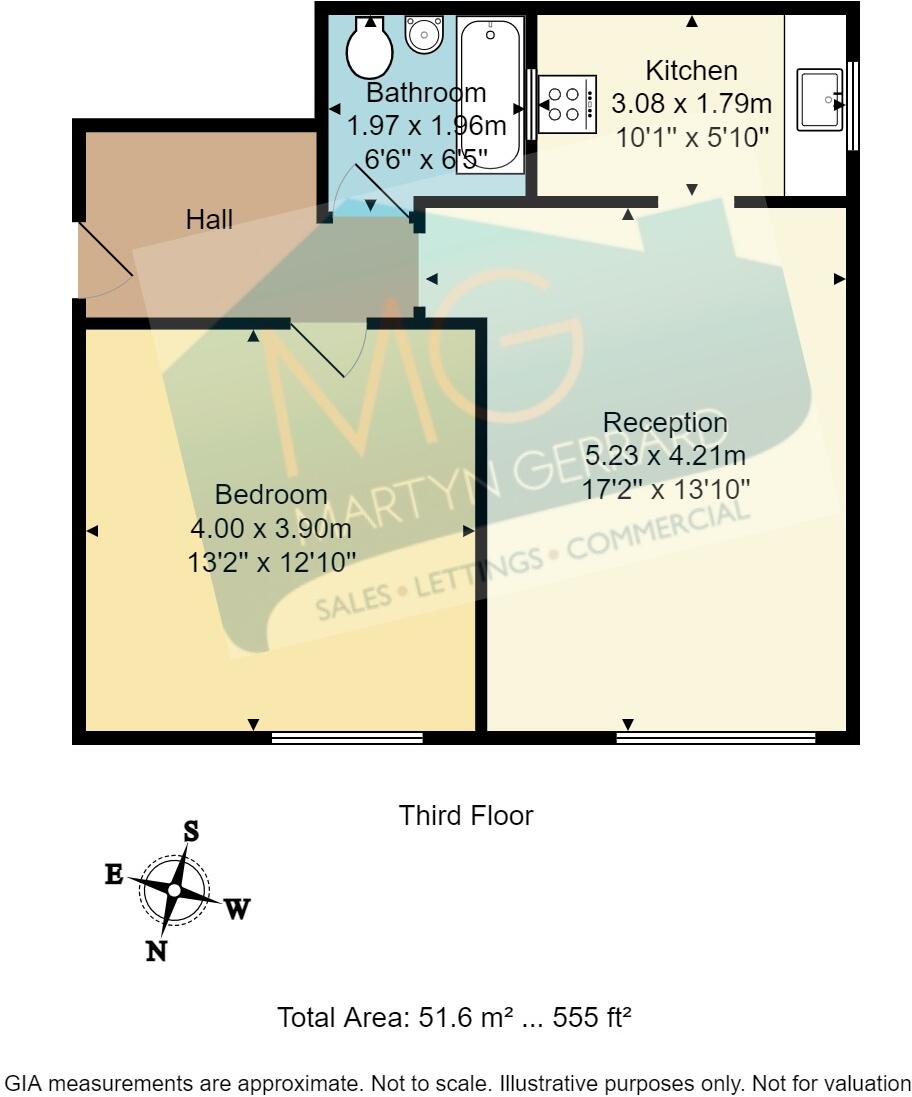 Bathroom
1.97 x 1.96m
6'6" x 6'5"
Kitchen
3.08 x 1.79m
10'1" x 5'10"
Hall
MG
MARTYN GERRARD
SALES • LETTINGS • COMMERCIAL
Reception
5.23 x 4.21m
17'2" x 13'10"
Bedroom
4.00 x 3.90m
13'2" x 12'10"
Third Floor
S
E
W
N
Total Area: 51.6 m² ... 555 ft²
GIA measurements are approximate. Not to scale. Illustrative purposes only. Not for valuation